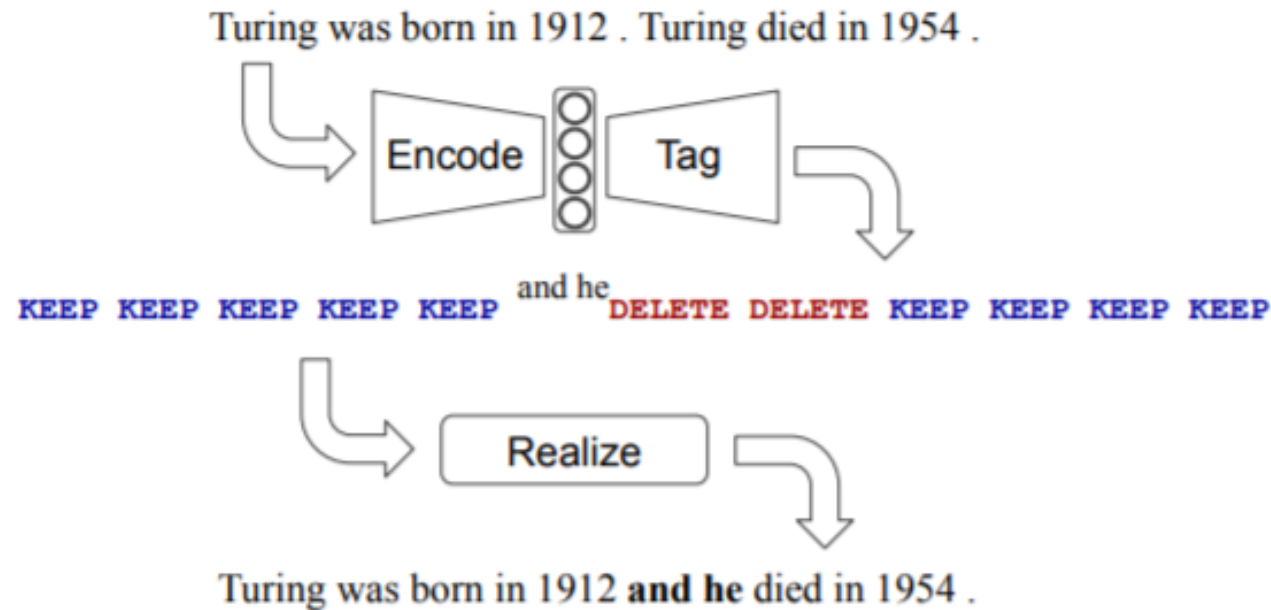 Turing was born in 1912 . Turing died in 1954 .
Encode Tag
KEEP KEEP KEEP KEEP KEEP and he DELETE DELETE KEEP KEEP KEEP KEEP
Realize
Turing was born in 1912 and he died in 1954 .